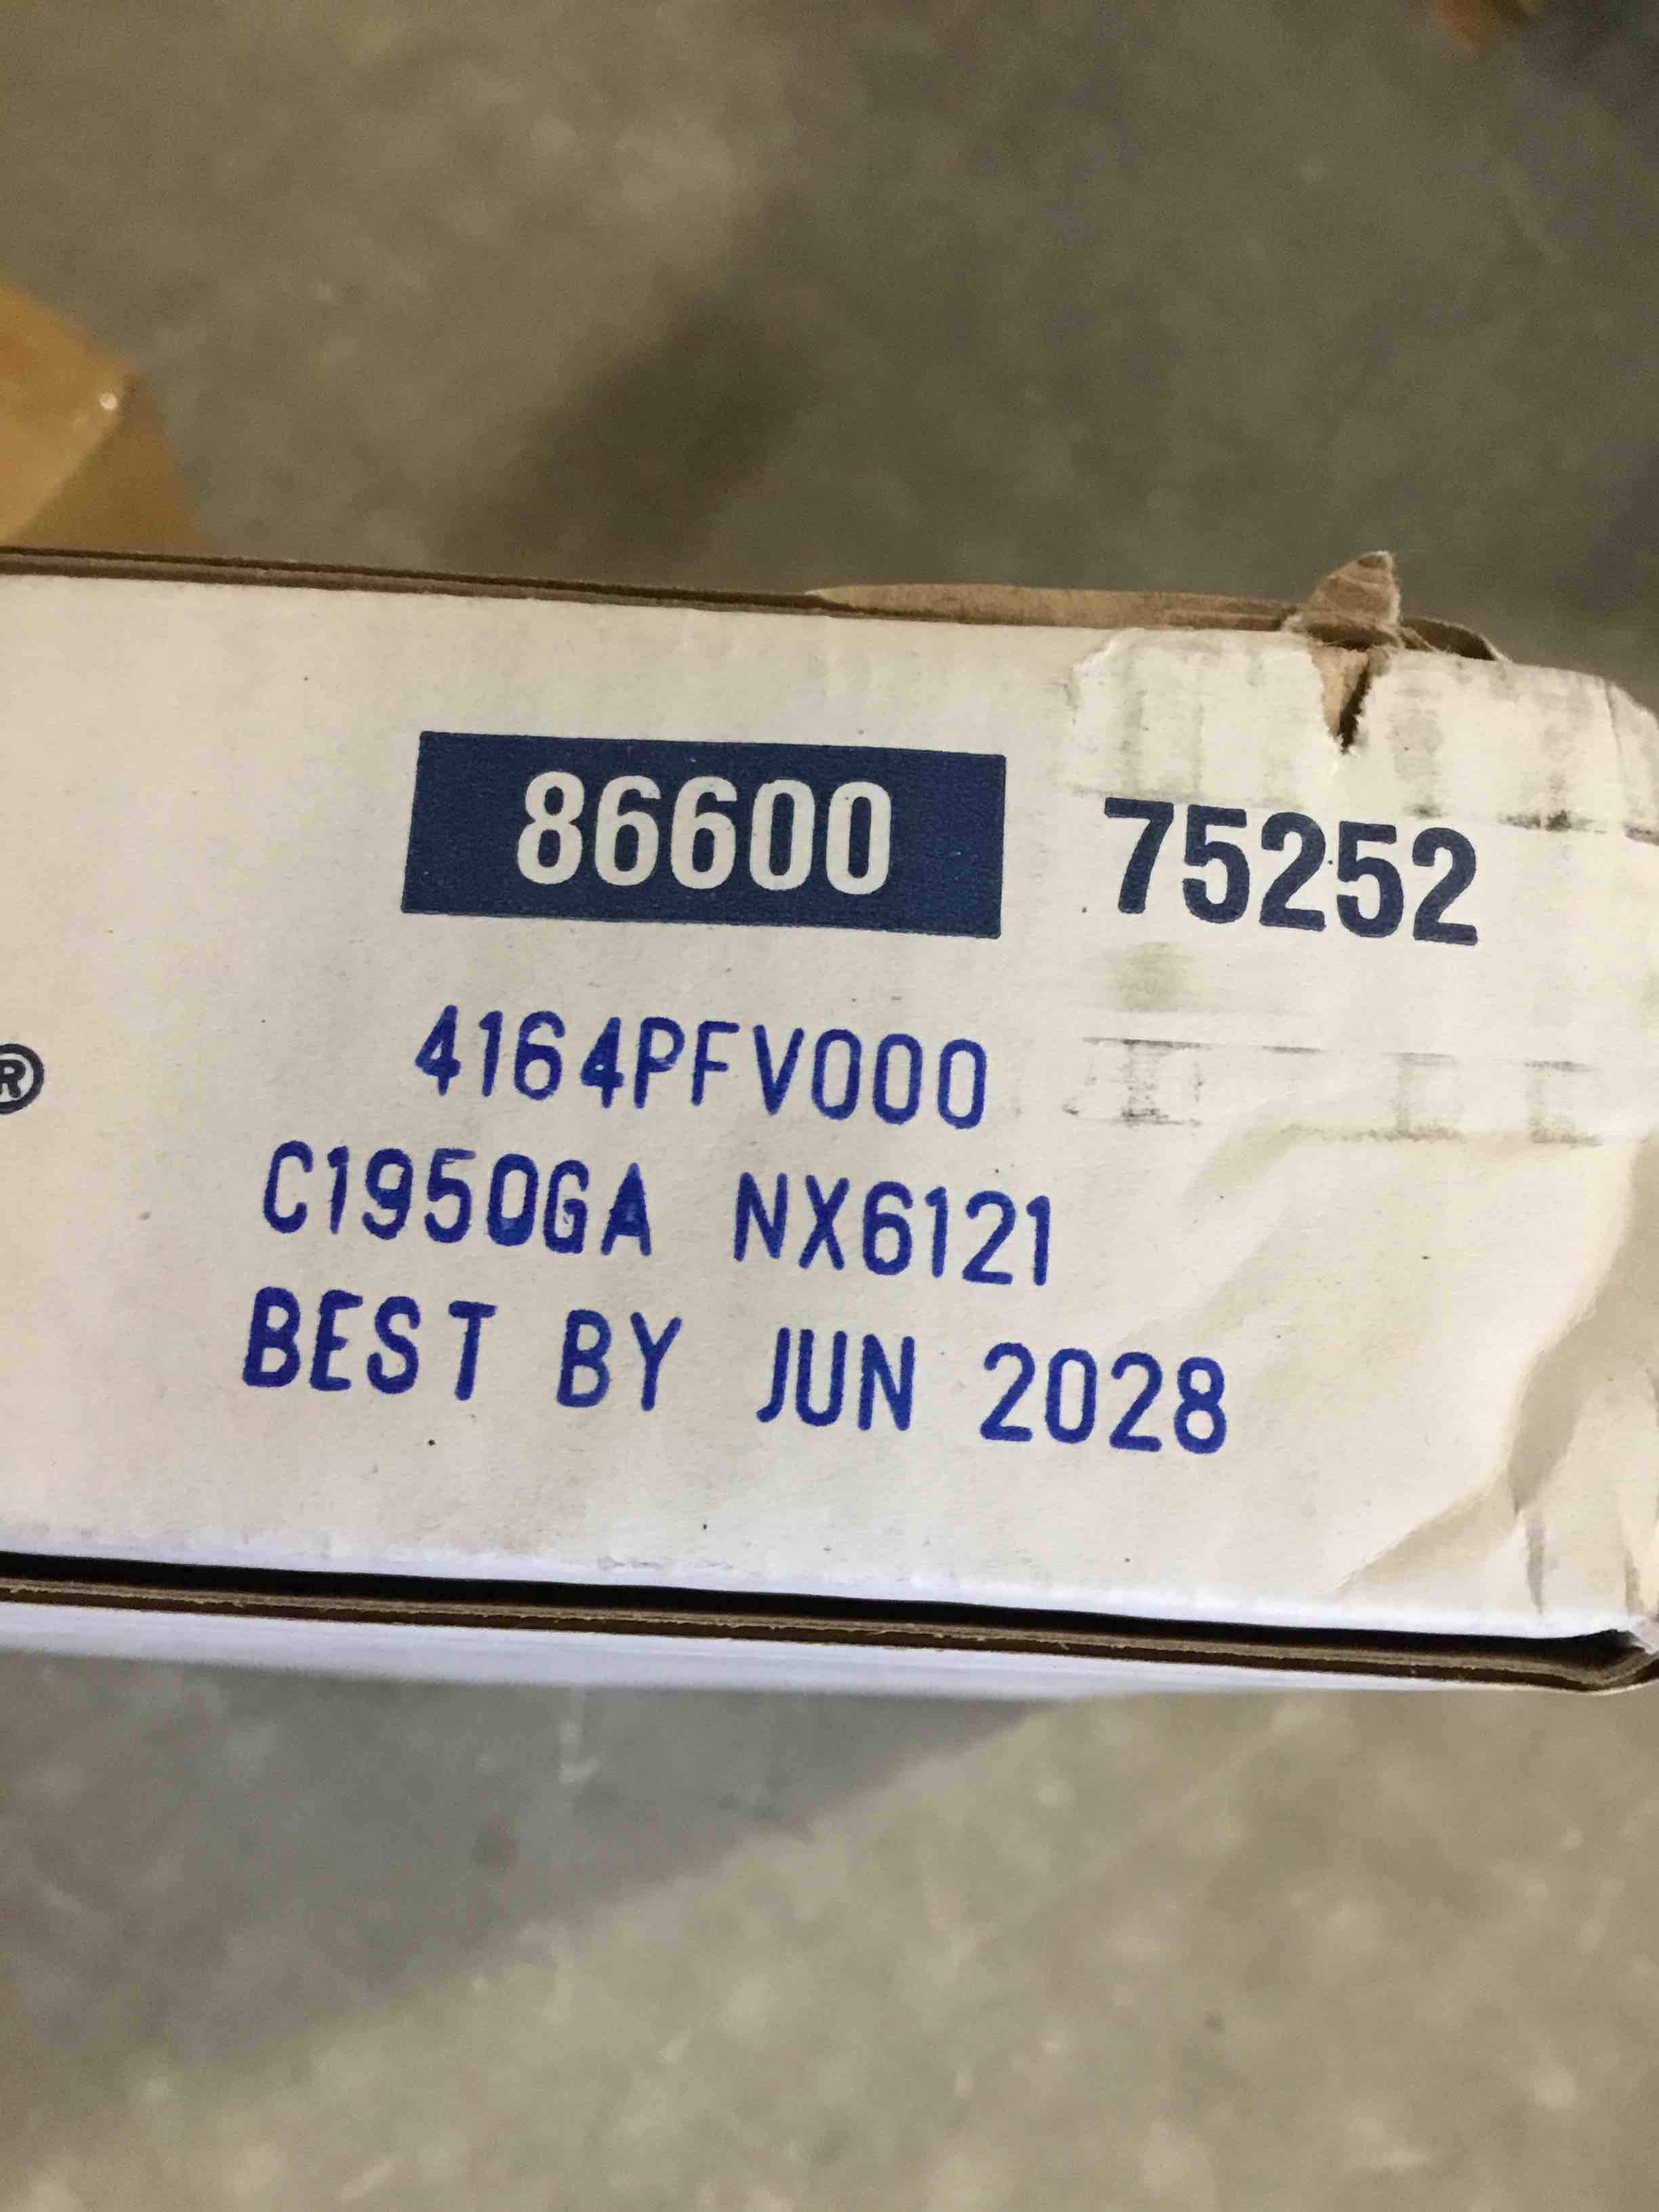 86600 75252
®
4164PFV000
C1950GA NX6121
BEST BY JUN 2028